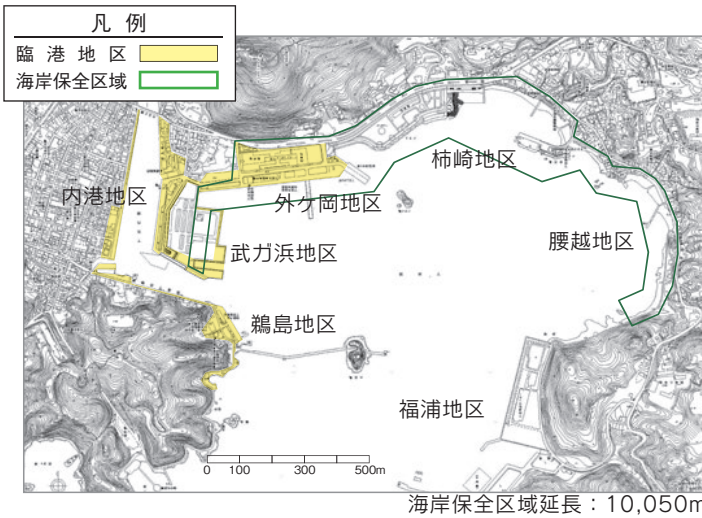 凡例
臨港地区
海岸保全区域
柿崎地区
内港地区
外ケ岡地区
武ガ浜地区
腰越地区
鵜島地区
福浦地区
0 100 300 500m
海岸保全区域延長：10,050m